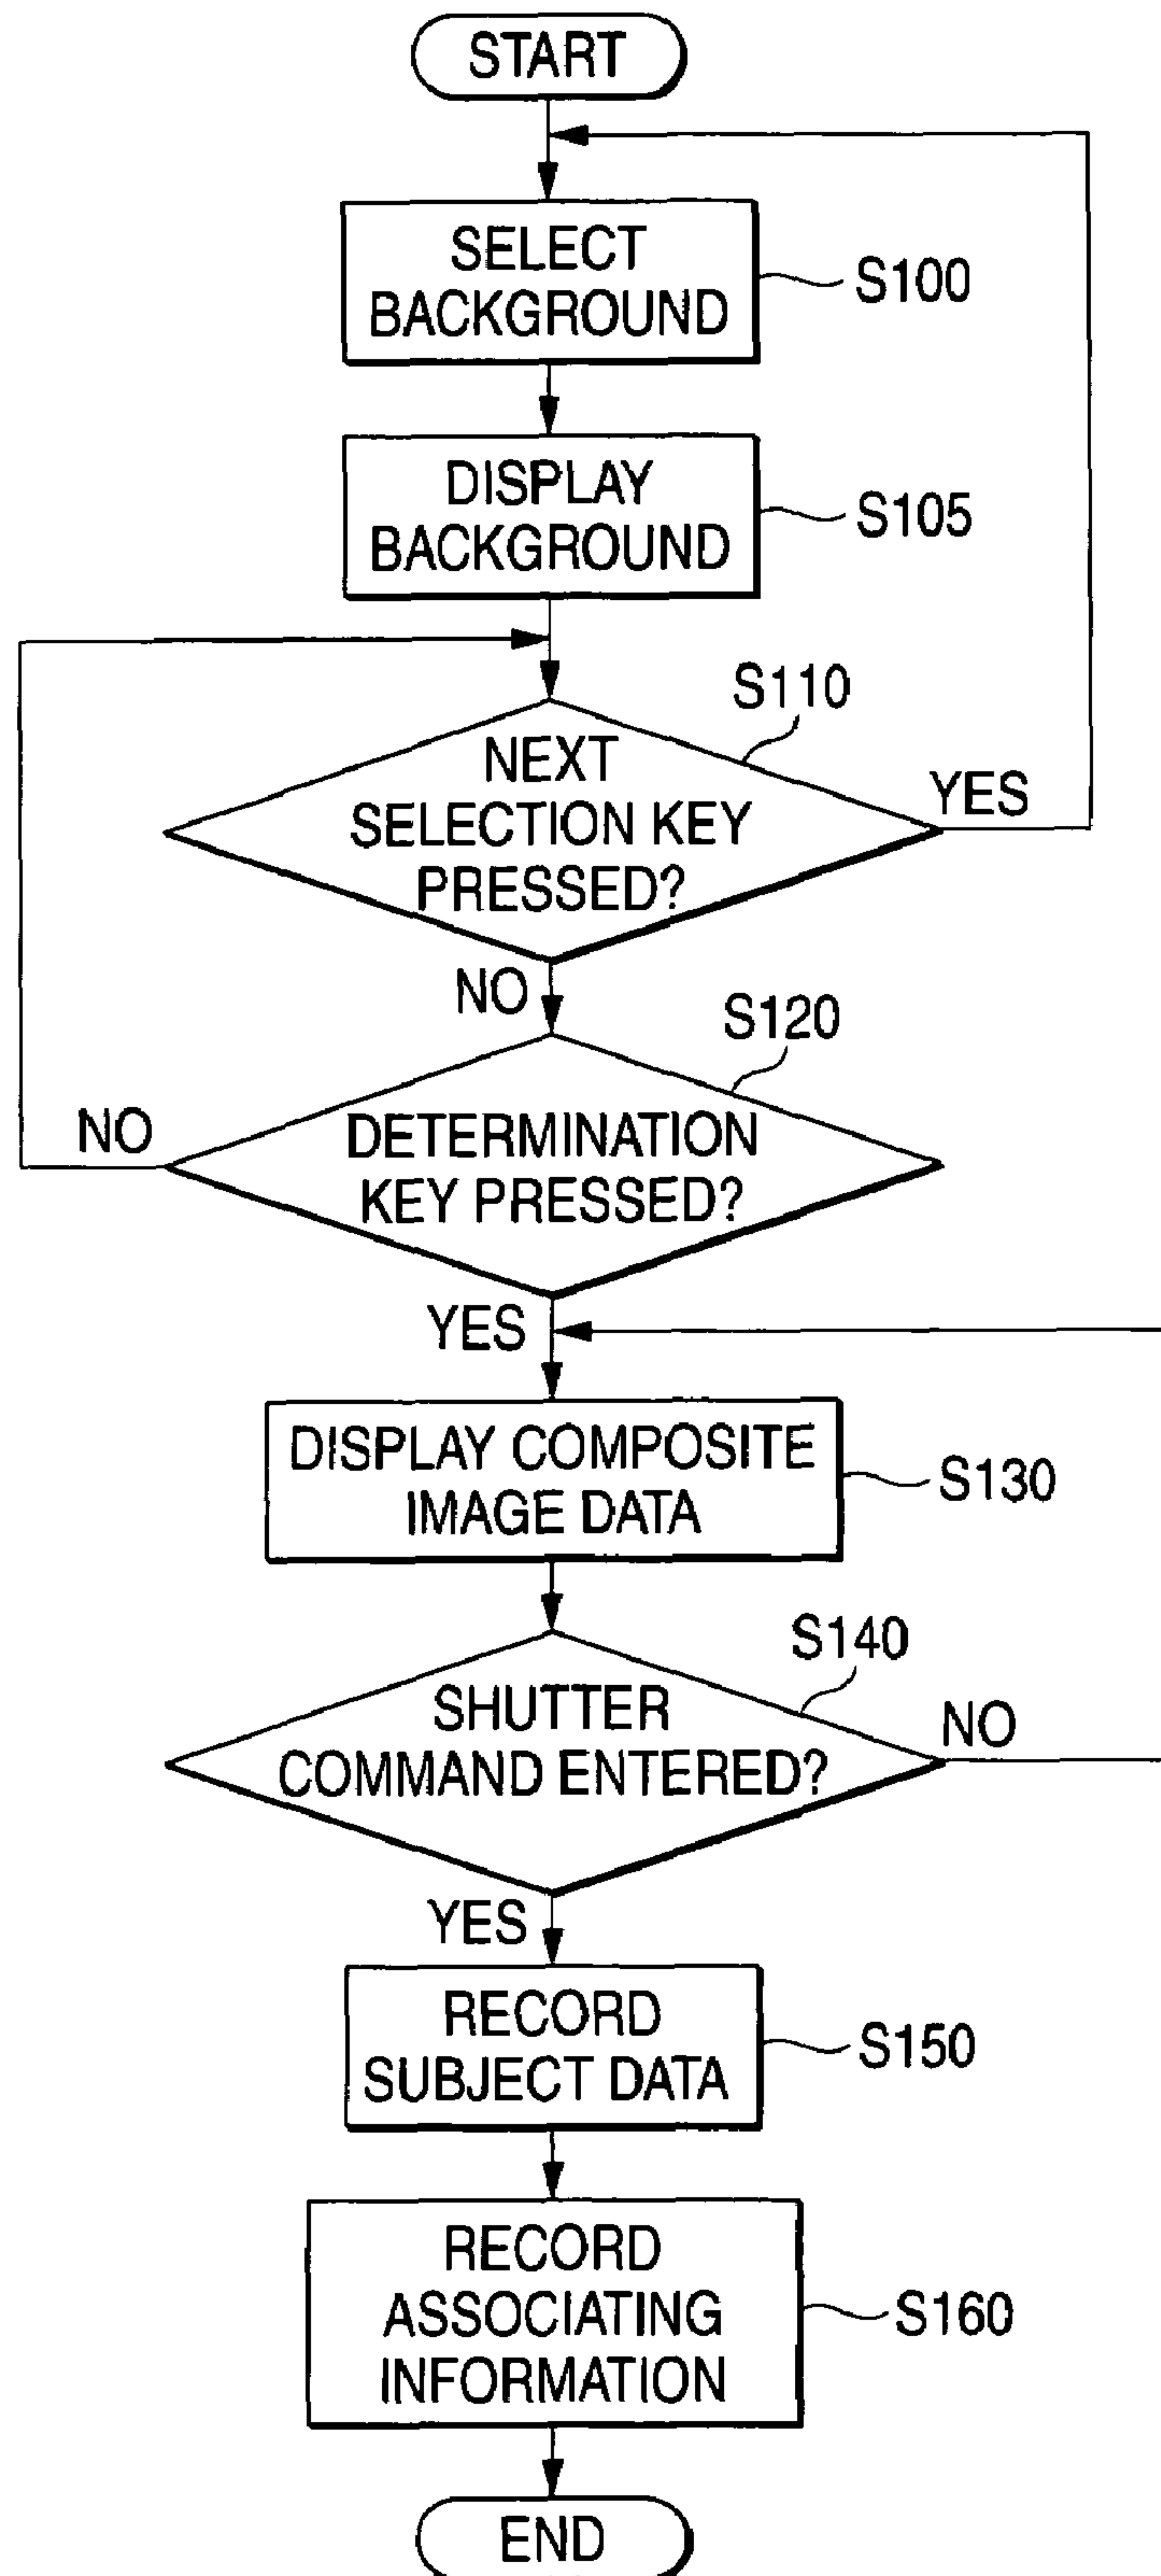 START
SELECT
BACKGROUND
S100
DISPLAY
BACKGROUND
S105
S110
NEXT
SELECTION KEY
PRESSED?
YES
NO
S120
DETERMINATION
KEY PRESSED?
NO
YES
DISPLAY COMPOSITE
IMAGE DATA
S130
S140
SHUTTER
COMMAND ENTERED?
NO
YES
RECORD
SUBJECT DATA
S150
RECORD
ASSOCIATING
INFORMATION
S160
END